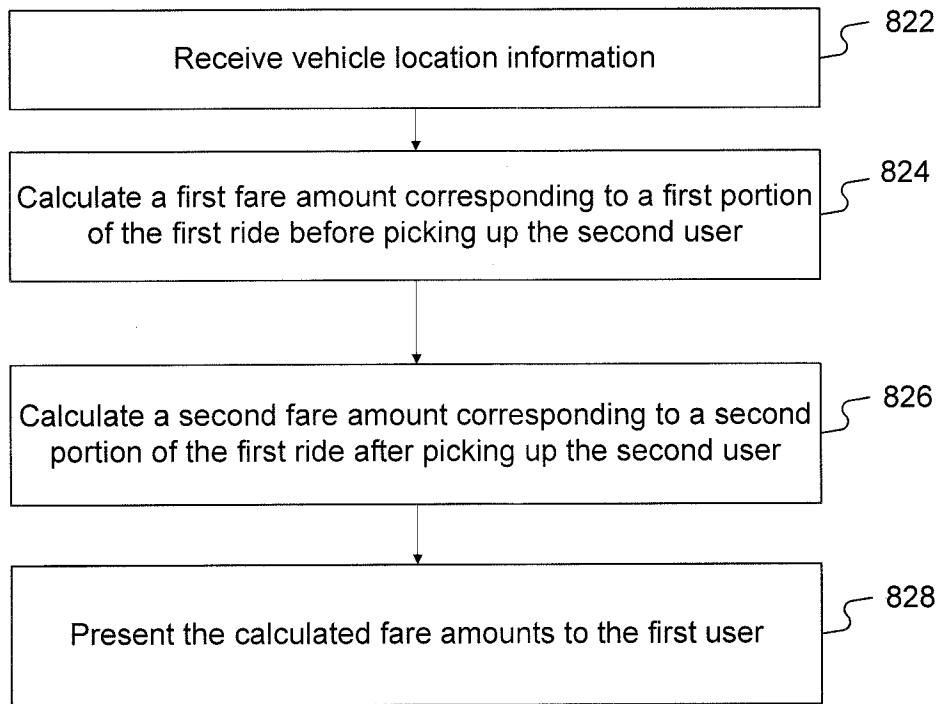 822
Receive vehicle location information
824
Calculate a first fare amount corresponding to a first portion
of the first ride before picking up the second user
826
Calculate a second fare amount corresponding to a second
portion of the first ride after picking up the second user
828
Present the calculated fare amounts to the first user